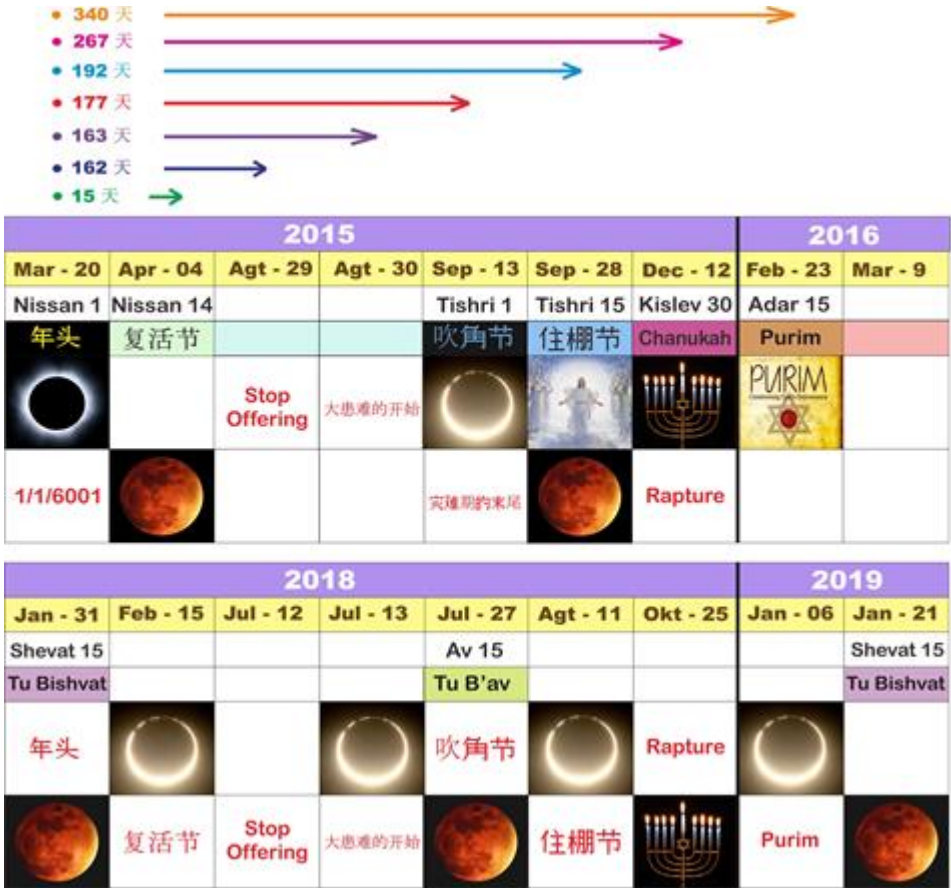 340 天
267 天
192 天
177 天
163 天
162 天
15 天
2015 2016
Mar - 20 Apr - 04 Agt - 29 Agt - 30 Sep - 13 Sep - 28 Dec - 12 Feb - 23 Mar - 9
Nissan 1 Nissan 14 Tishri 1 Tishri 15 Kislev 30 Adar 15
年头 复活节 吹角节 住棚节 Chanukah Purim
Stop
Offering
大患难的开始
PURIM
1/1/6001 灾难期的末尾 Rapture
2018 2019
Jan - 31 Feb - 15 Jul - 12 Jul - 13 Jul - 27 Agt - 11 Okt - 25 Jan - 06 Jan - 21
Shevat 15 Av 15 Shevat 15
Tu Bishvat Tu B'av Tu Bishvat
年头 吹角节 Rapture
复活节
Stop
Offering
大患难的开始 住棚节 Purim